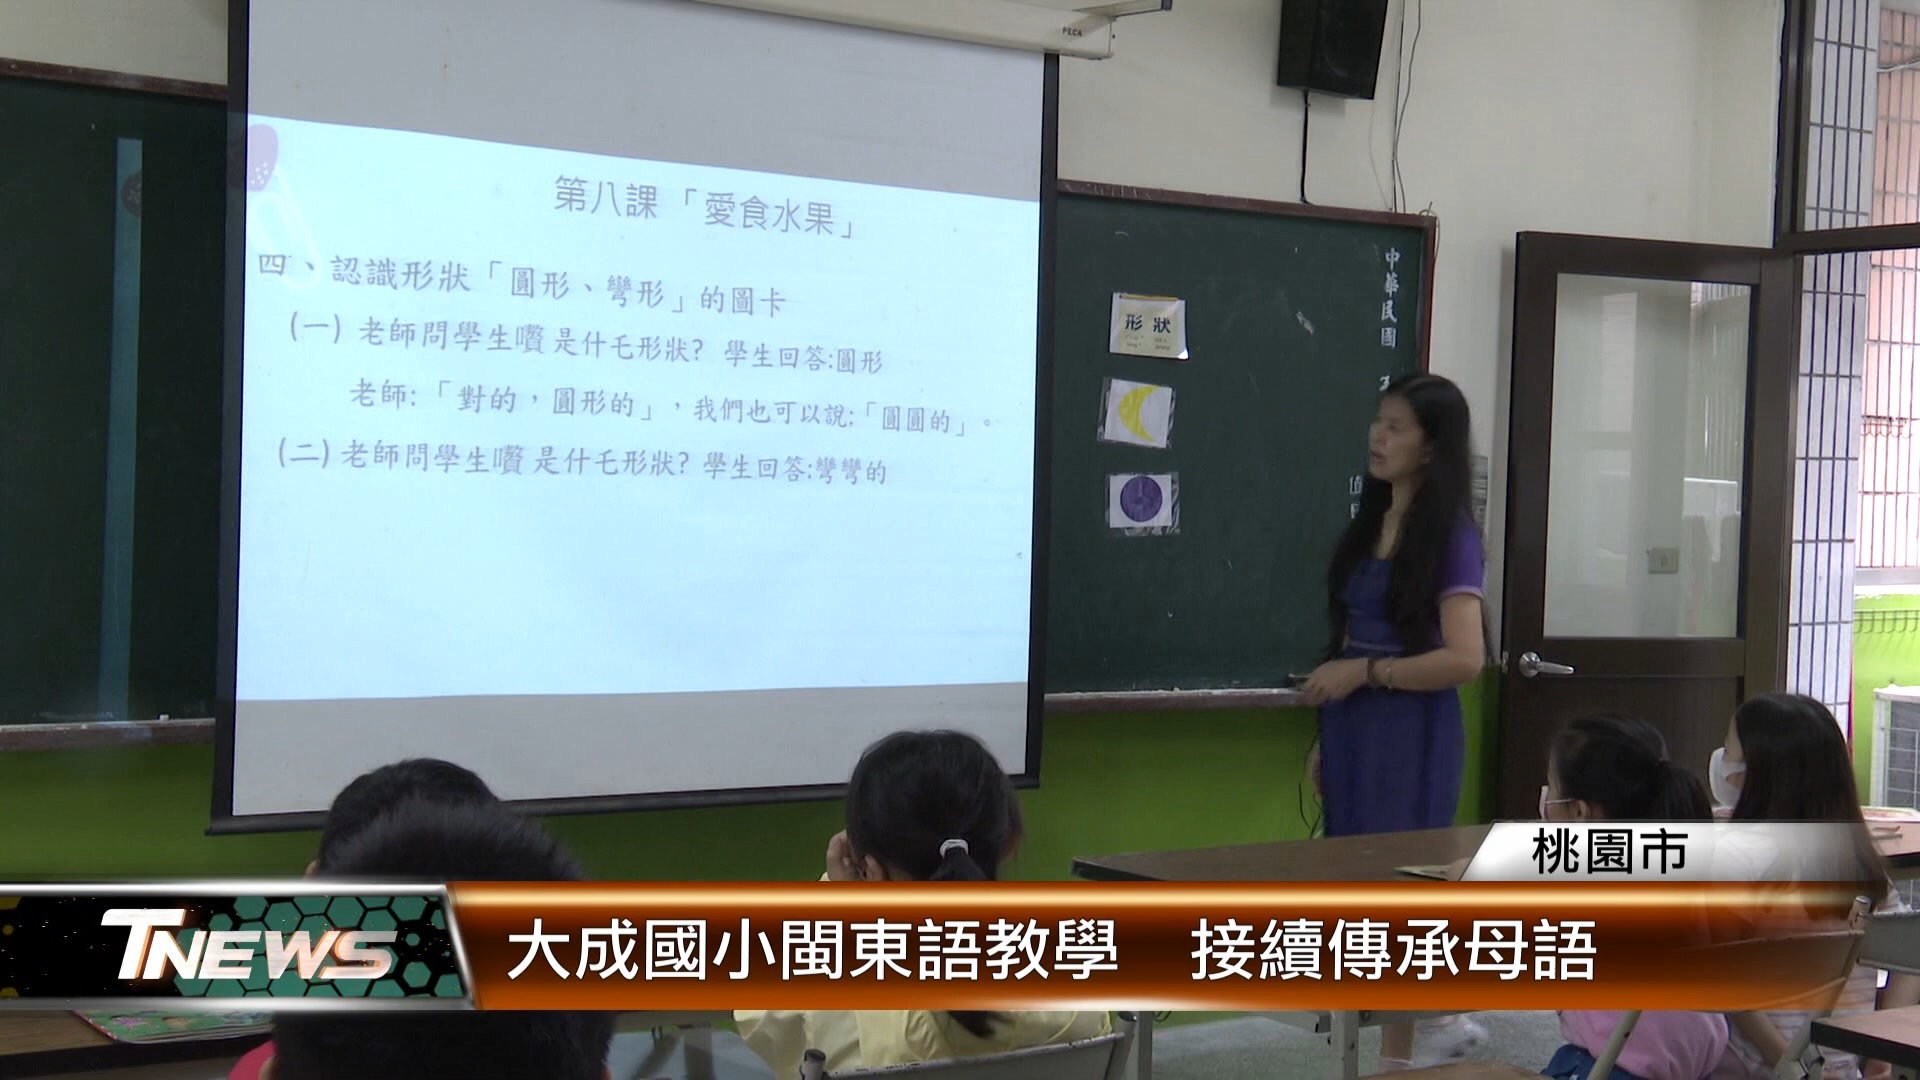 PECA
第八課「愛食水果」
四、認識形狀「圓形、彎形」的圖卡
(一) 老師問學生囋是什乇形狀? 學生回答:圓形
老師:「對的，圓形的」，我們也可以說:「圓圓的」。
(二) 老師問學生囋是什乇形狀? 學生回答:彎彎的
形狀
中華民國
值
桃園市
TNEWS
大成國小閩東語教學 接續傳承母語